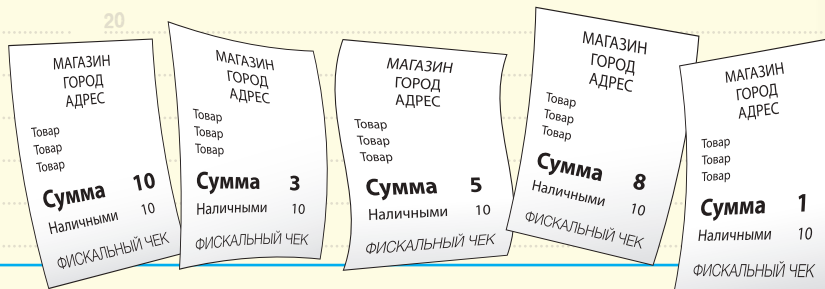 20
МАГАЗИН
ГОРОД
АДРЕС
Товар
Товар
Товар
Сумма 10
Наличными 10
ФИСКАЛЬНЫЙ ЧЕК
МАГАЗИН
ГОРОД
АДРЕС
Товар
Товар
Товар
Сумма 3
Наличными 10
ФИСКАЛЬНЫЙ ЧЕК
МАГАЗИН
ГОРОД
АДРЕС
Товар
Товар
Товар
Сумма 5
Наличными 10
ФИСКАЛЬНЫЙ ЧЕК
МАГАЗИН
ГОРОД
АДРЕС
Товар
Товар
Товар
Сумма 8
Наличными 10
ФИСКАЛЬНЫЙ ЧЕК
МАГАЗИН
ГОРОД
АДРЕС
Товар
Товар
Товар
Сумма 1
Наличными 10
ФИСКАЛЬНЫЙ ЧЕК